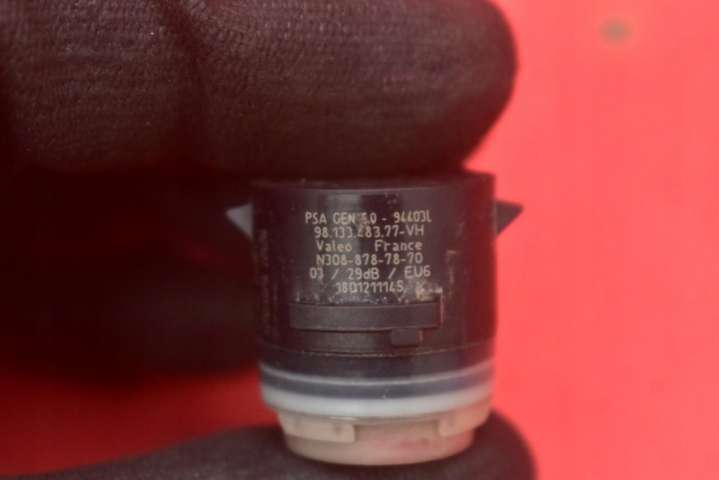 PSA GEN 6.0 - 94403L
98.133.483.77-VH
Valeo France
N308-878-78-70
03 / 29dB / EU6
1801211145